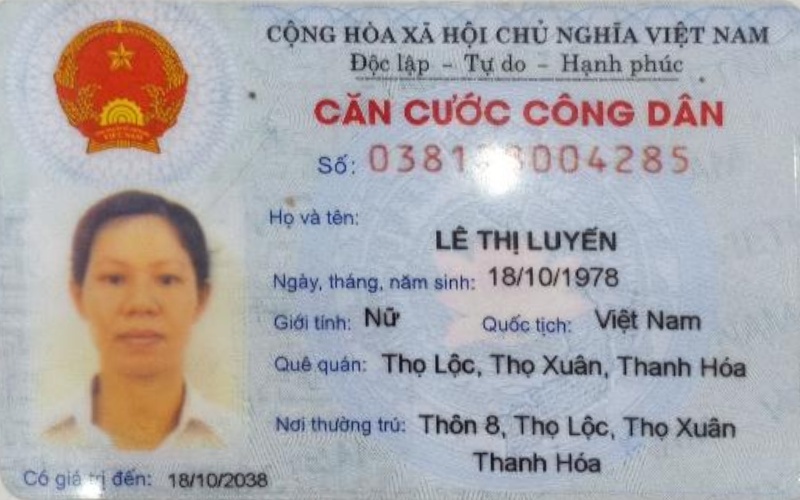 CỘNG HÒA XÃ HỘI CHỦ NGHĨA VIỆT NAM
Độc lập - Tự do - Hạnh phúc
CĂN CƯỚC CÔNG DÂN
Số:
Họ và tên:
LÊ THỊ LUYẾN
Ngày, tháng, năm sinh: 18/10/1978
Giới tính: Nữ Quốc tịch: Việt Nam
Quê quán: Thọ Lộc, Thọ Xuân, Thanh Hóa
Nơi thường trú: Thôn 8, Thọ Lộc, Thọ Xuân
Thanh Hóa
Có giá trị đến: 18/10/2038